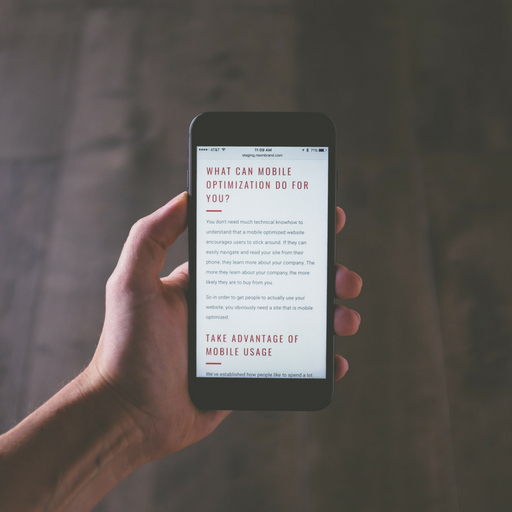 AT&T 11:09 AM 71%
WHAT CAN MOBILE
OPTIMIZATION DO FOR
YOU?
You don't need much technical knowhow to
understand that a mobile optimized website
encourages users to stick around. If they can
easily navigate and read your site from their
phone, they learn more about your company. The
more they learn about your company, the more
likely they are to buy from you.
So in order to get people to actually use your
website, you obviously need a site that is mobile
optimized.
TAKE ADVANTAGE OF
MOBILE USAGE
We've established how people like to spend a lot